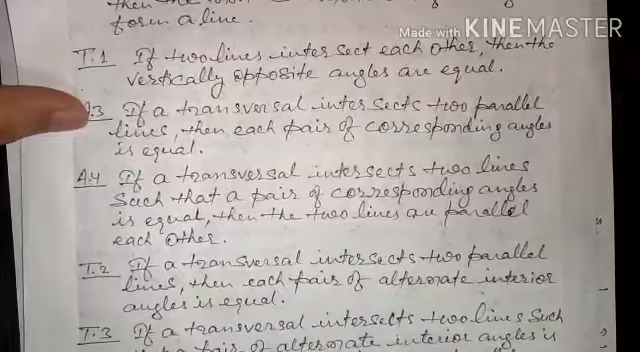 then the
form a line.
Made with KINEMASTER
T.1 If two lines intersect each other, then the
vertically opposite angles are equal.
A.3 If a transversal intersects two parallel
lines, then each pair of corresponding angles
is equal.
A.4 If a transversal intersects two lines
such that a pair of corresponding angles
is equal, then the two lines are parallel
each other.
T.2 If a transversal intersects two parallel
lines, then each pair of alternate interior
angles is equal.
T.3 If a transversal intersects two lines such
that a pair of alternate interior angles is